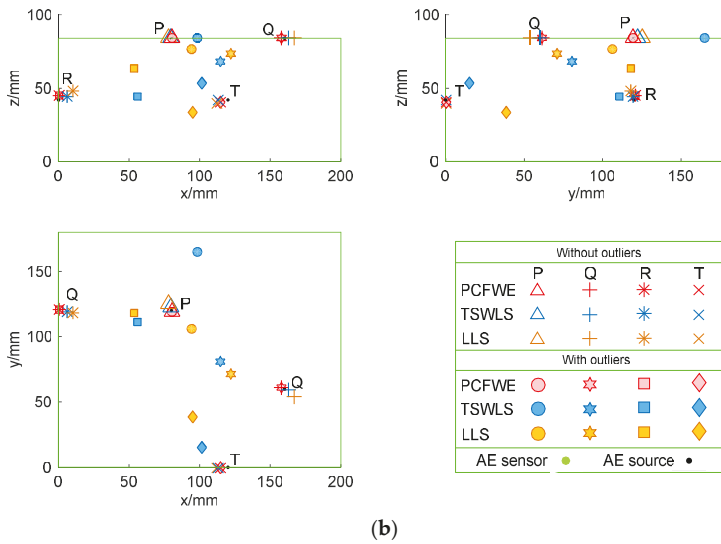 100
50
0
z/mm
P
Q
R
T
0
50
100
150
200
x/mm
100
50
0
z/mm
Q
P
T
R
0
50
100
150
y/mm
150
100
50
0
y/mm
Q
P
Q
T
0
50
100
150
200
x/mm
Without outliers
P Q R T
PCFWE
TSWLS
LLS
With outliers
PCFWE
TSWLS
LLS
AE sensor AE source
(b)